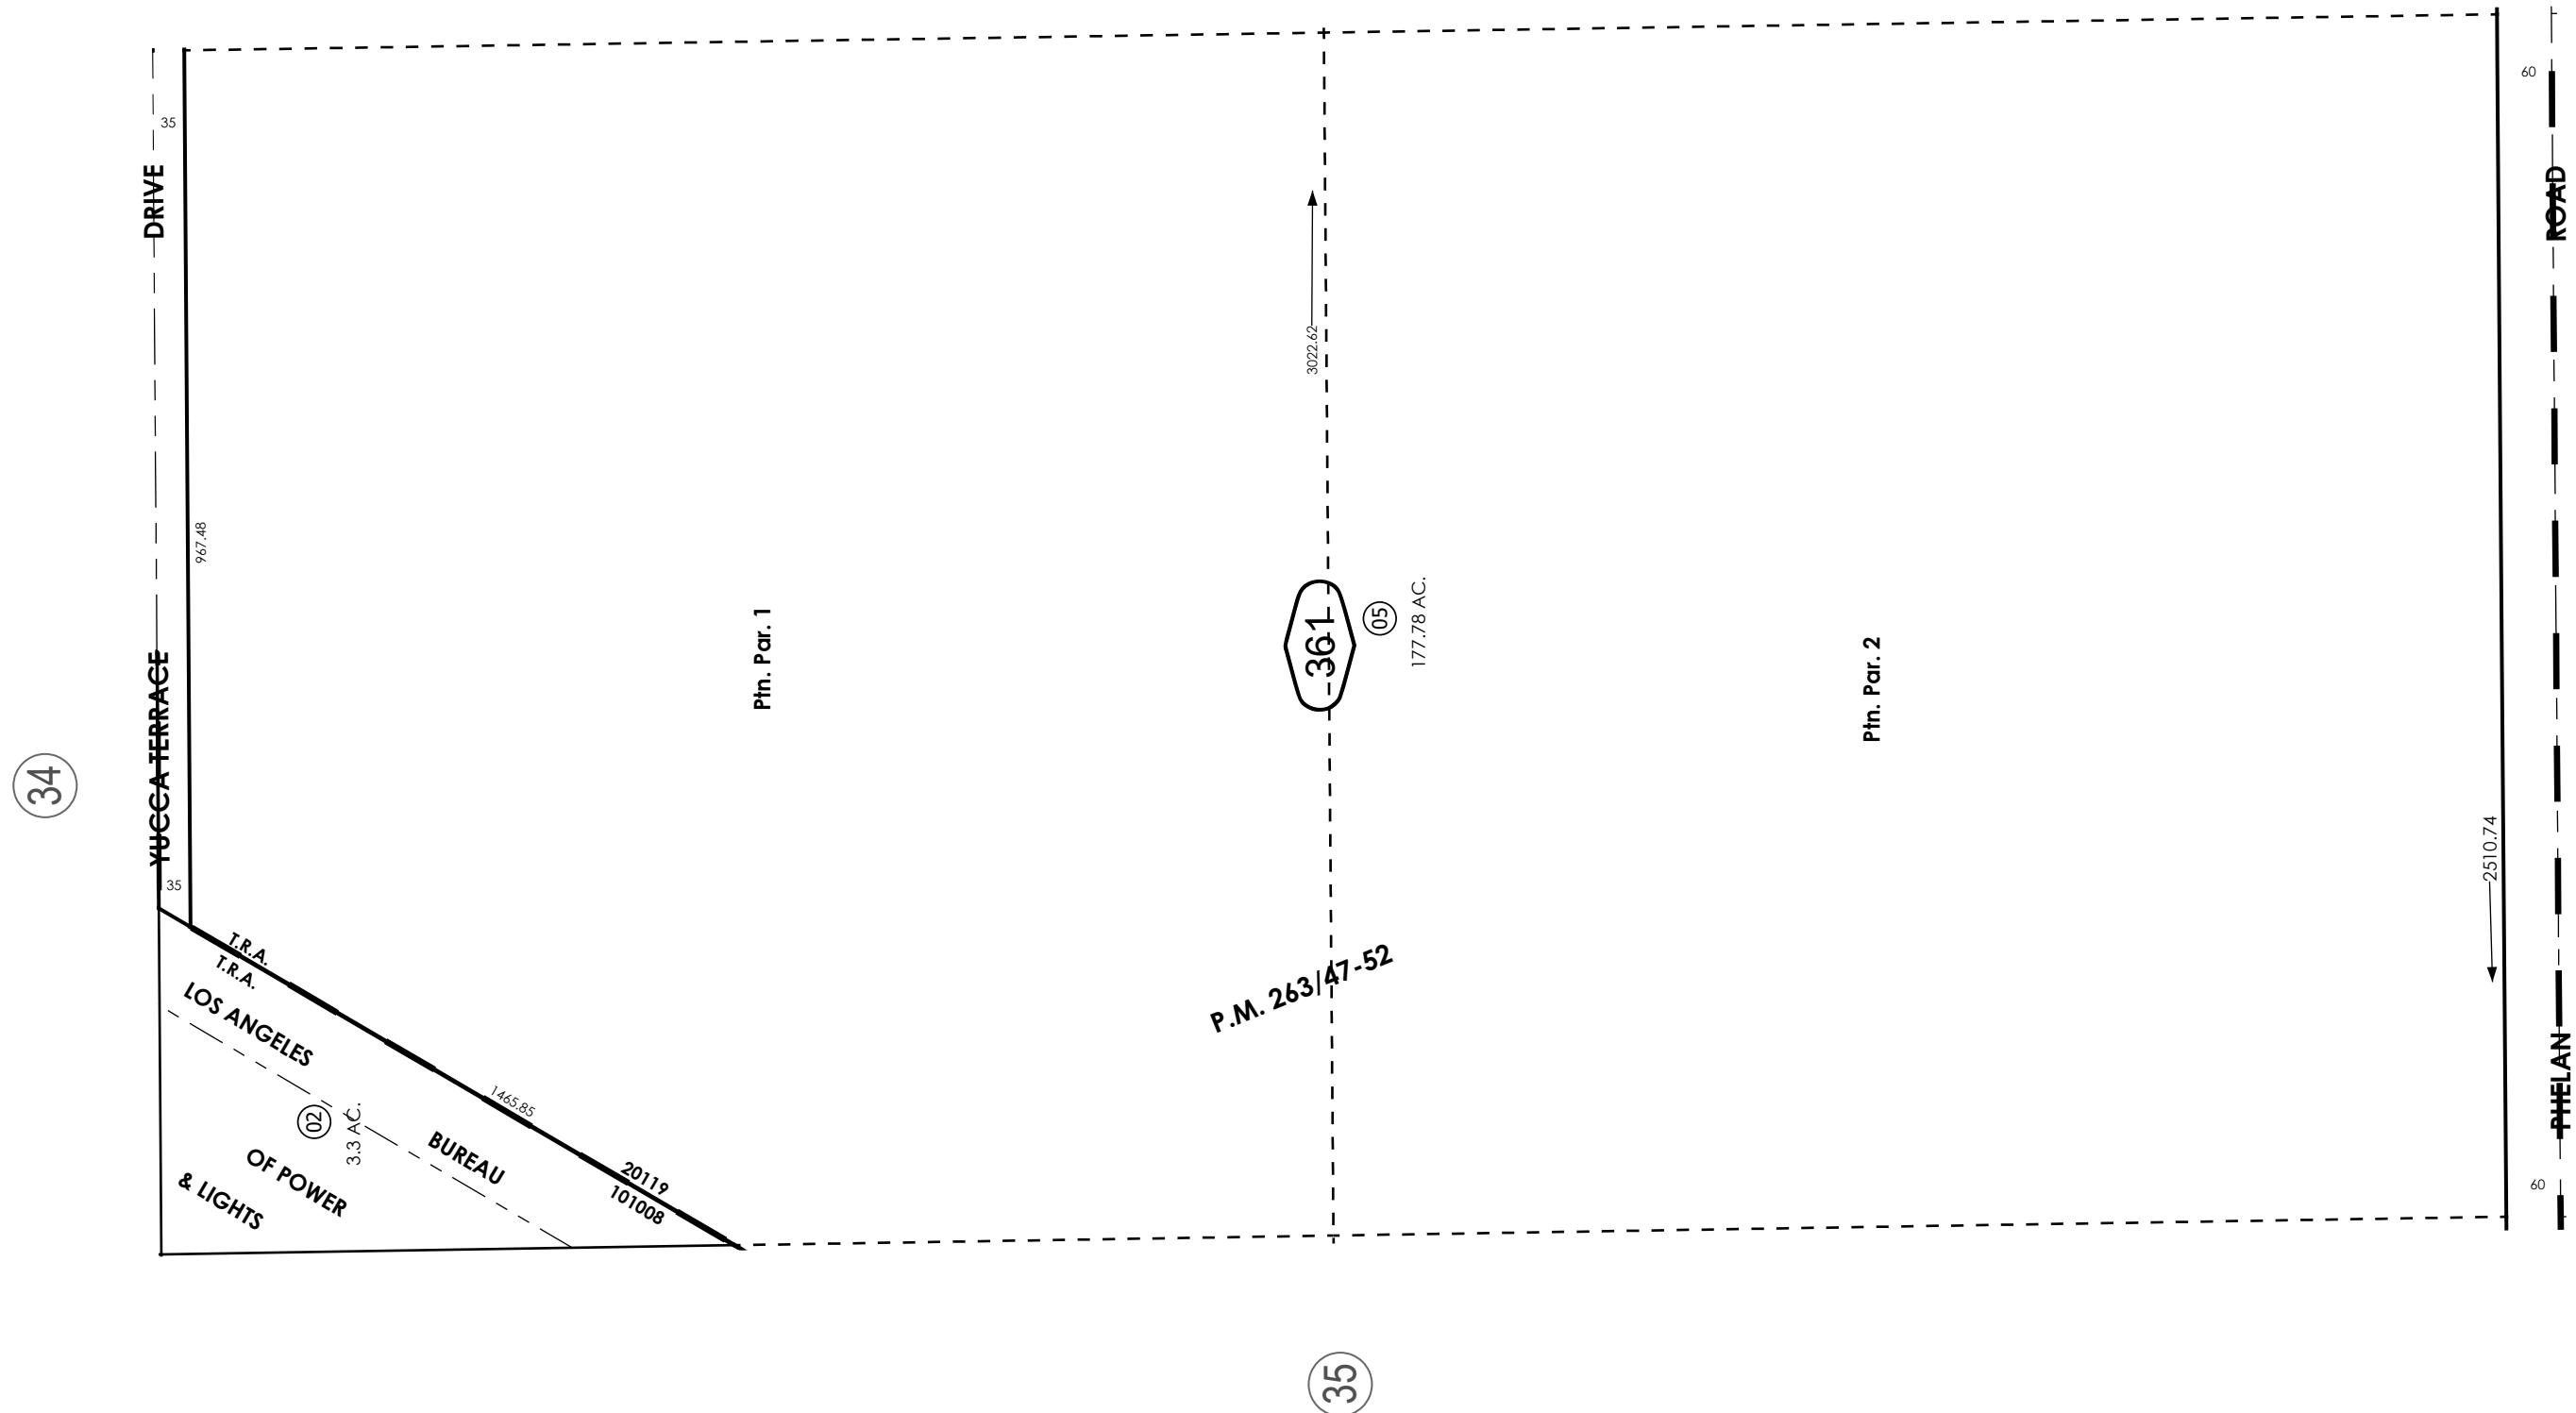 60
35
DRIVE
ROAD
3022.62
967.48
Ptn. Par. 1
361
05
177.78 AC.
Ptn. Par. 2
YUCCA TERRACE
34
2510.74
35
T.R.A.
T.R.A.
P.M. 263/47-52
LOS ANGELES
1465.85
02
3.3 AC.
BUREAU
OF POWER
& LIGHTS
20119
101008
PHELAN
60
35